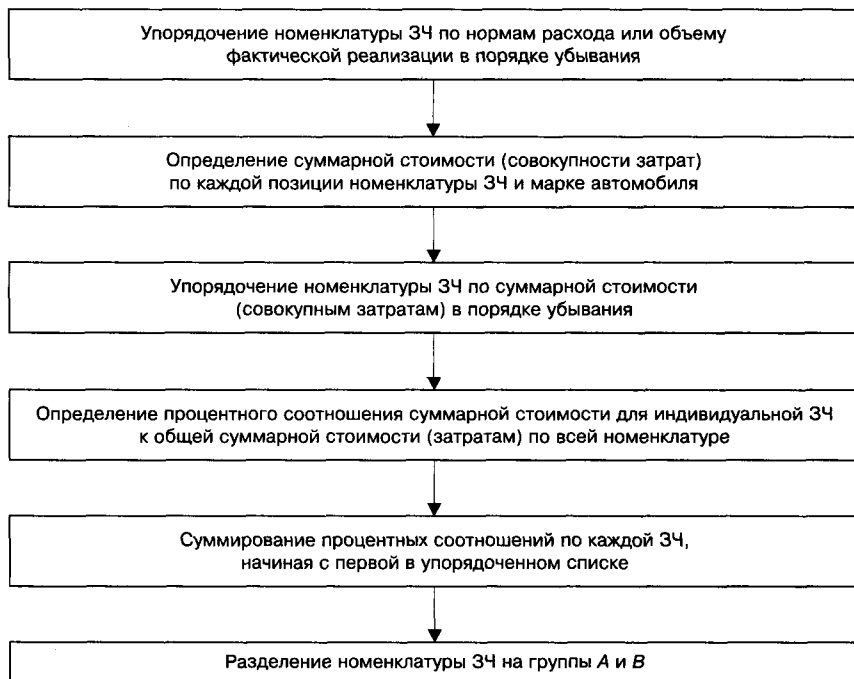 Упорядочение номенклатуры ЗЧ по нормам расхода или объему
фактической реализации в порядке убывания
Определение суммарной стоимости (совокупности затрат)
по каждой позиции номенклатуры ЗЧ и марке автомобиля
Упорядочение номенклатуры ЗЧ по суммарной стоимости
(совокупным затратам) в порядке убывания
Определение процентного соотношения суммарной стоимости для индивидуальной ЗЧ
к общей суммарной стоимости (затратам) по всей номенклатуре
Суммирование процентных соотношений по каждой ЗЧ,
начиная с первой в упорядоченном списке
Разделение номенклатуры ЗЧ на группы А и В